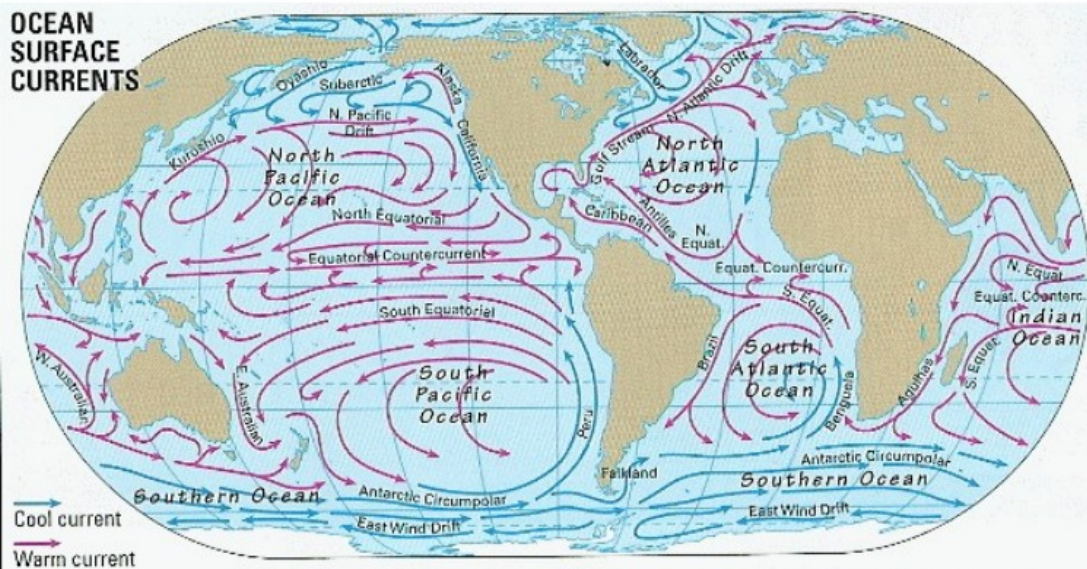 OCEAN
SURFACE
CURRENTS
Oyashio
Subarctic
Alaska
N. Pacific
Drift
Kuroshio
California
North
Pacific
Ocean
North Equatorial
Equatorial Countercurrent
South Equatorial
South
Pacific
Ocean
W. Australian
E. Australian
Peru
Southern Ocean
Antarctic Circumpolar
East Wind Drift
Labrador
N. Atlantic Drift
Gulf Stream
North
Atlantic
Ocean
Antilles
Caribbean
N.
Equat.
Equat. Countercurr.
S. Equat.
Brazil
South
Atlantic
Ocean
Benguela
Agulhas
Falkland
Antarctic Circumpolar
Southern Ocean
East Wind Drift
N. Equat.
Equat. Counterc.
Indian
Ocean
S. Equat.
Cool current
Warm current